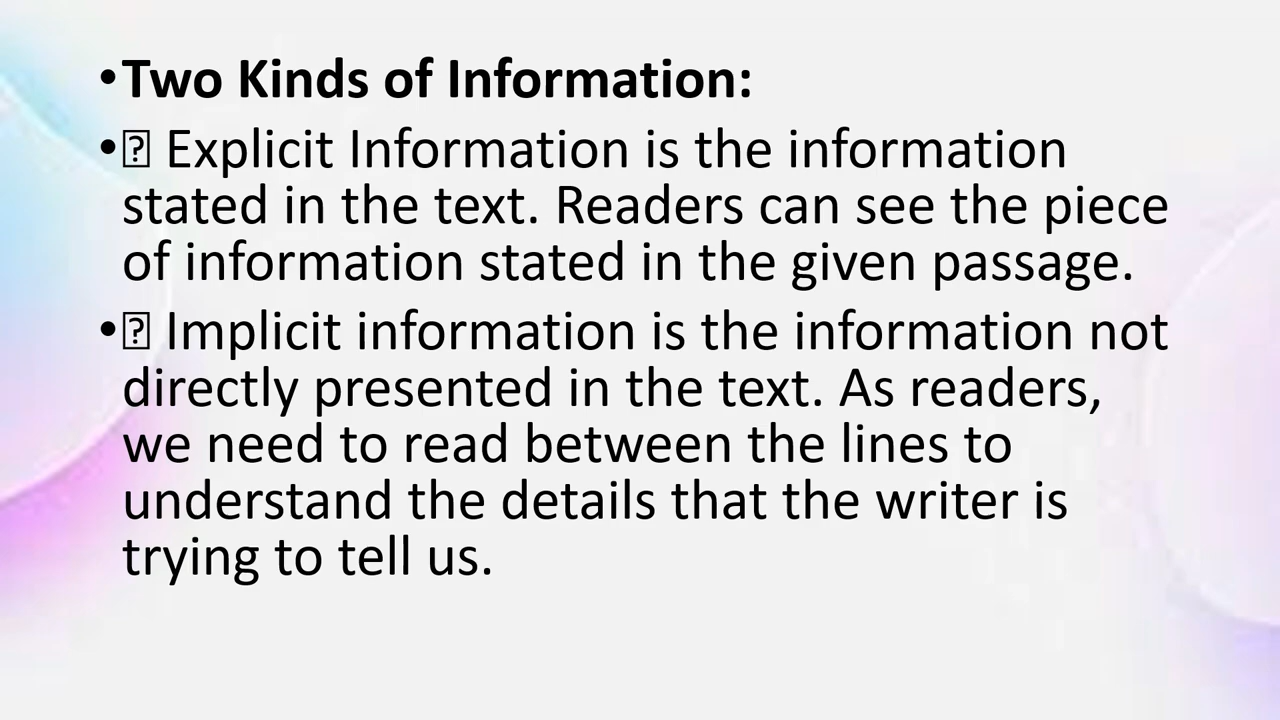 •Two Kinds of Information:
•⍰ Explicit Information is the information
stated in the text. Readers can see the piece
of information stated in the given passage.
•⍰ Implicit information is the information not
directly presented in the text. As readers,
we need to read between the lines to
understand the details that the writer is
trying to tell us.